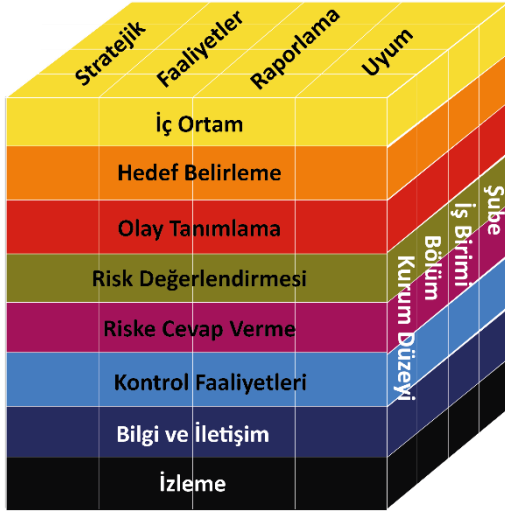 Stratejik
Faaliyetler
Raporlama
Uyum
İç Ortam
Hedef Belirleme
Olay Tanımlama
Risk Değerlendirmesi
Riske Cevap Verme
Kontrol Faaliyetleri
Bilgi ve İletişim
İzleme
Kurum Düzeyi
Bölüm
İş Birimi
Şube